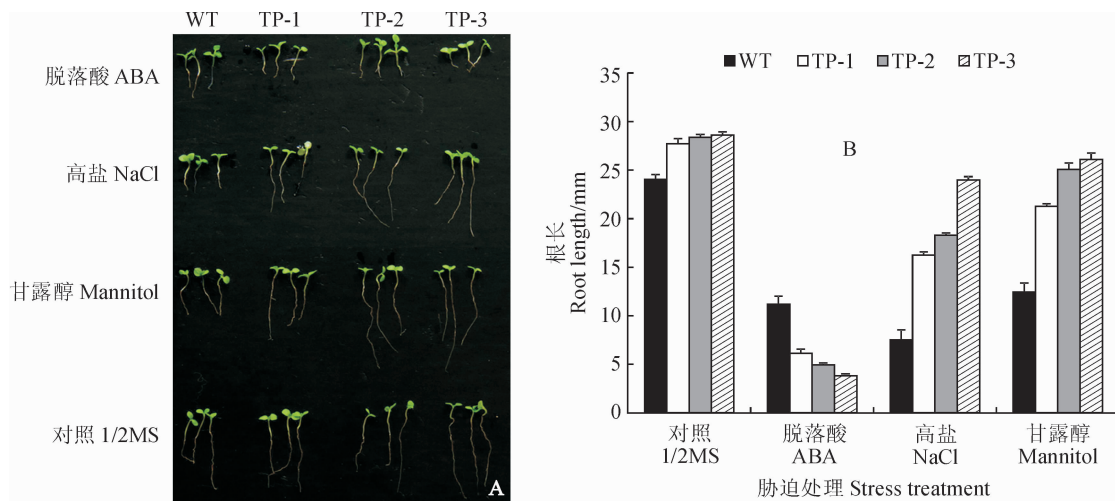 WT TP-1 TP-2 TP-3
脱落酸 ABA
高盐 NaCl
甘露醇 Mannitol
对照 1/2MS
A
WT TP-1 TP-2 TP-3
B
35
30
25
20
15
10
5
0
根长
Root length/mm
对照 脱落酸 高盐 甘露醇
1/2MS ABA NaCl Mannitol
胁迫处理 Stress treatment